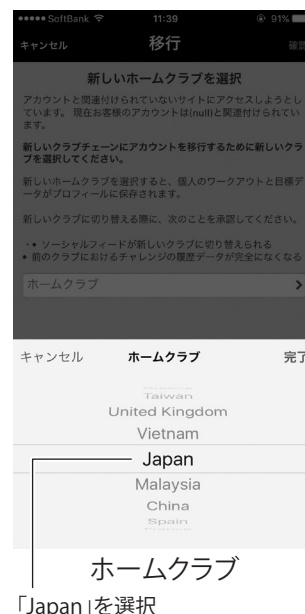 ●●●●● SoftBank 11:39 91%
キャンセル 移行 確認
新しいホームクラブを選択
アカウントと関連付けられていないサイトにアクセスしようとし
ています。 現在お客様のアカウントは(null)と関連付けられてい
ます。
新しいクラブチェーンにアカウントを移行するために新しいクラ
ブを選択してください。
新しいホームクラブを選択すると、個人のワークアウトと目標デ
ータがプロフィールに保存されます。
新しいクラブに切り替える際に、次のことを承認してください。
・• ソーシャルフィードが新しいクラブに切り替えられる
• 前のクラブにおけるチャレンジの履歴データが完全になくなる
ホームクラブ
キャンセル ホームクラブ 完了
Taiwan
United Kingdom
Vietnam
Japan
Malaysia
China
Spain
ホームクラブ
「Japan」を選択